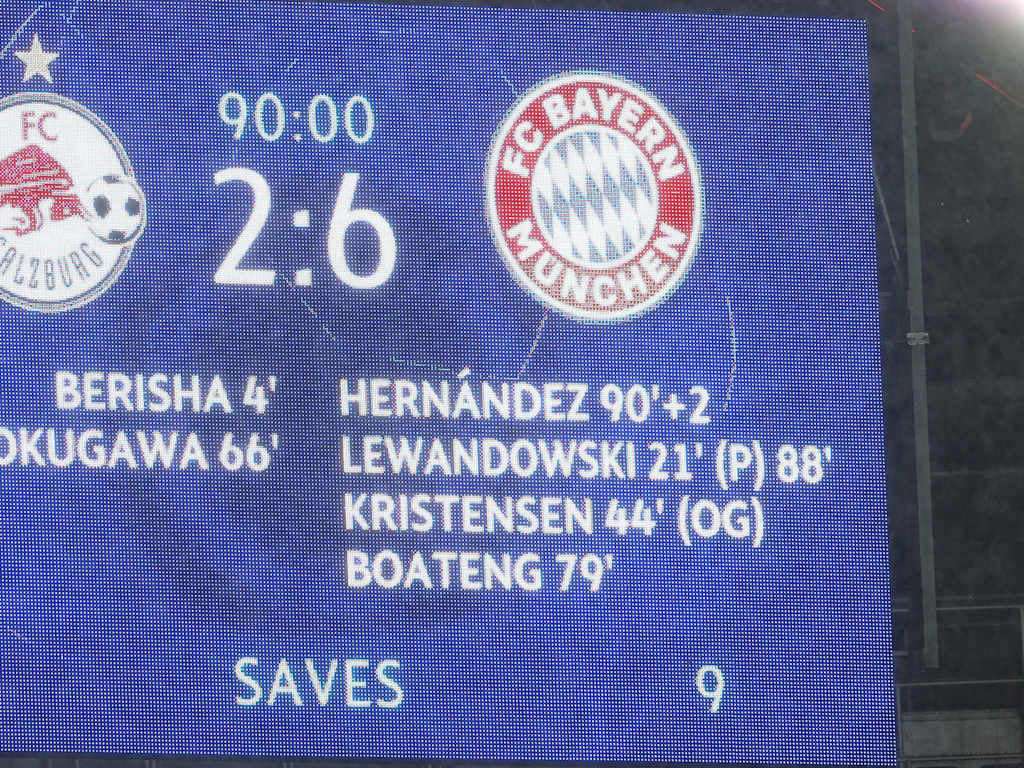 FC
SALZBURG
90:00
2:6
FC BAYERN
MÜNCHEN
BERISHA 4'
OKUGAWA 66'
HERNÁNDEZ 90'+2
LEWANDOWSKI 21' (P) 88'
KRISTENSEN 44' (OG)
BOATENG 79'
SAVES 9